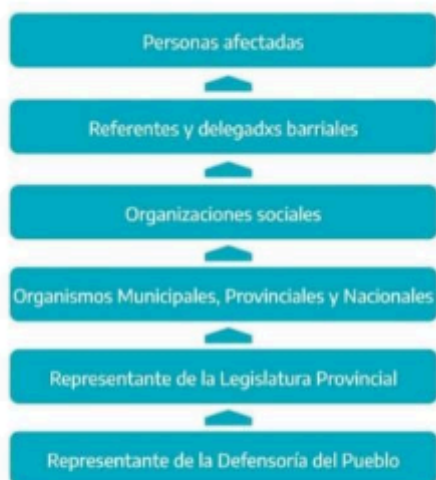 Personas afectadas
Referentes y delegadxs barriales
Organizaciones sociales
Organismos Municipales, Provinciales y Nacionales
Representante de la Legislatura Provincial
Representante de la Defensoría del Pueblo